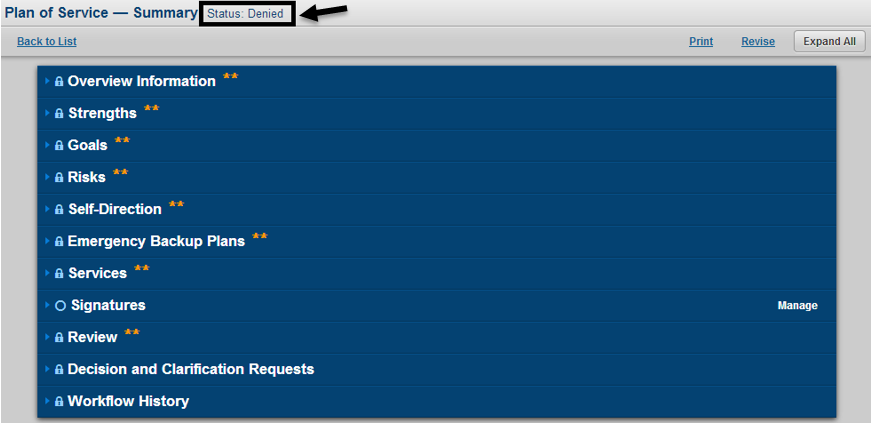 Plan of Service — Summary Status: Denied
Back to List Print Revise Expand All
Overview Information **
Strengths **
Goals **
Risks **
Self-Direction **
Emergency Backup Plans **
Services **
Signatures Manage
Review **
Decision and Clarification Requests
Workflow History